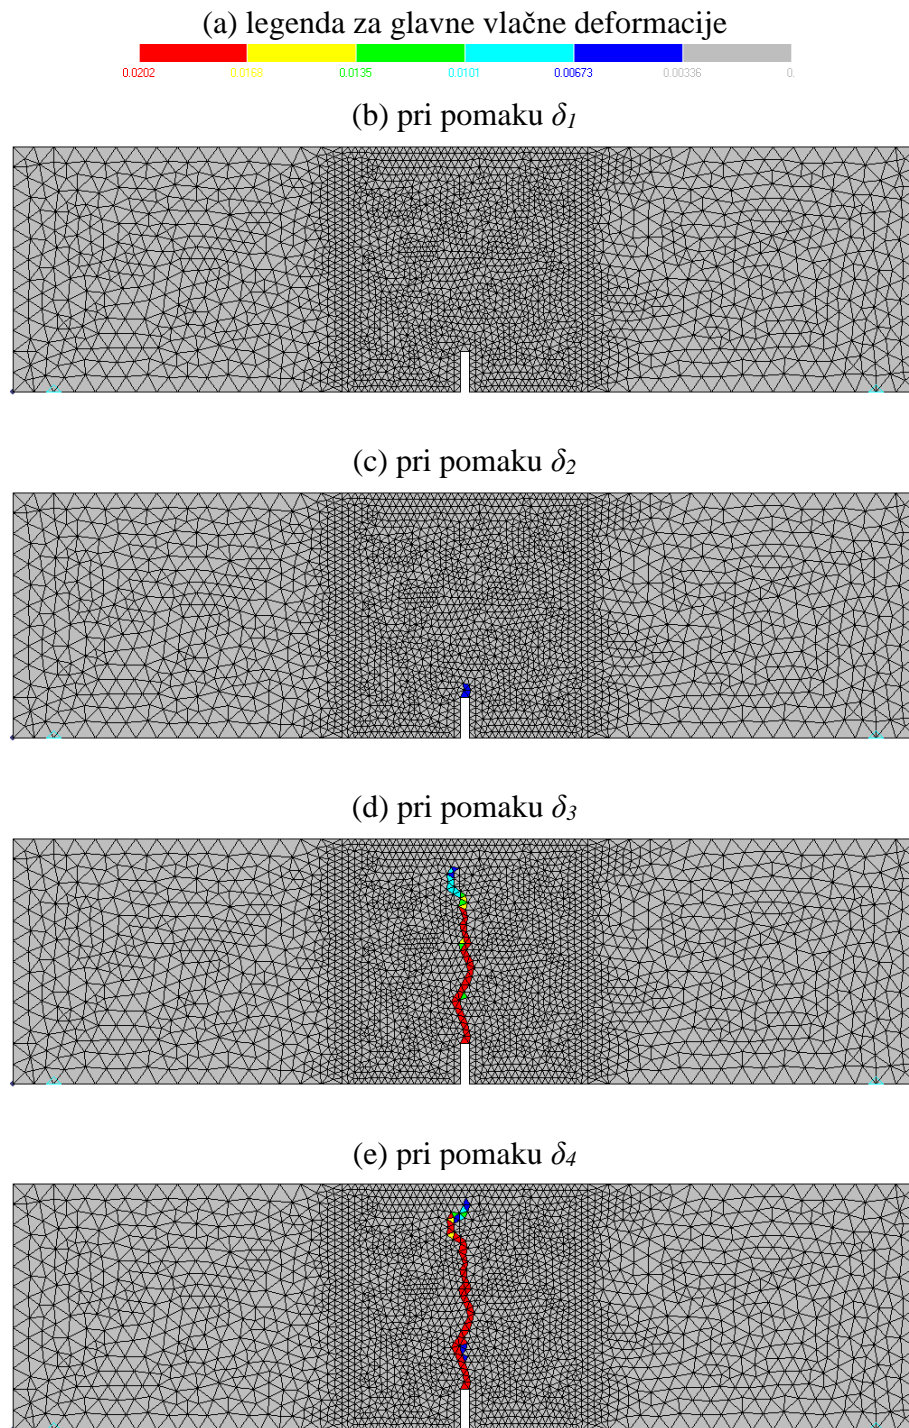 (a) legenda za glavne vlačne deformacije
0.0202 0.0168 0.0135 0.0101 0.00673 0.00336 0.
(b) pri pomaku δ1
(c) pri pomaku δ2
(d) pri pomaku δ3
(e) pri pomaku δ4